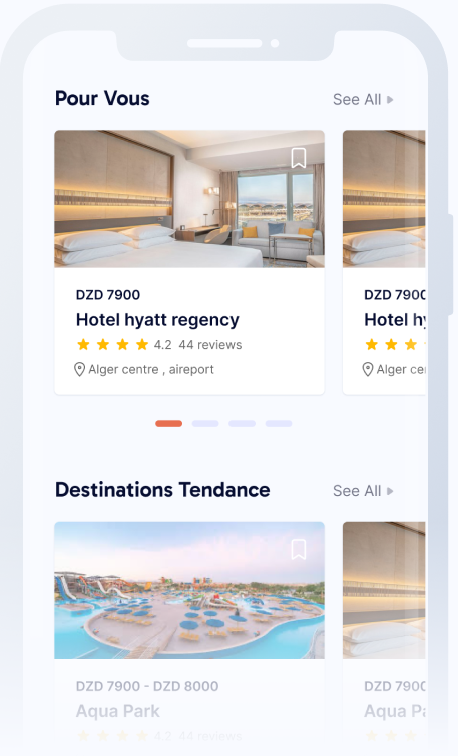 Pour Vous
See All
DZD 7900
Hotel hyatt regency
4.2 44 reviews
Alger centre , aireport
DZD 7900
Hotel hy
Alger cer
Destinations Tendance
See All
DZD 7900 - DZD 8000
Aqua Park
4.2 44 reviews
DZD 7900
Aqua Pa